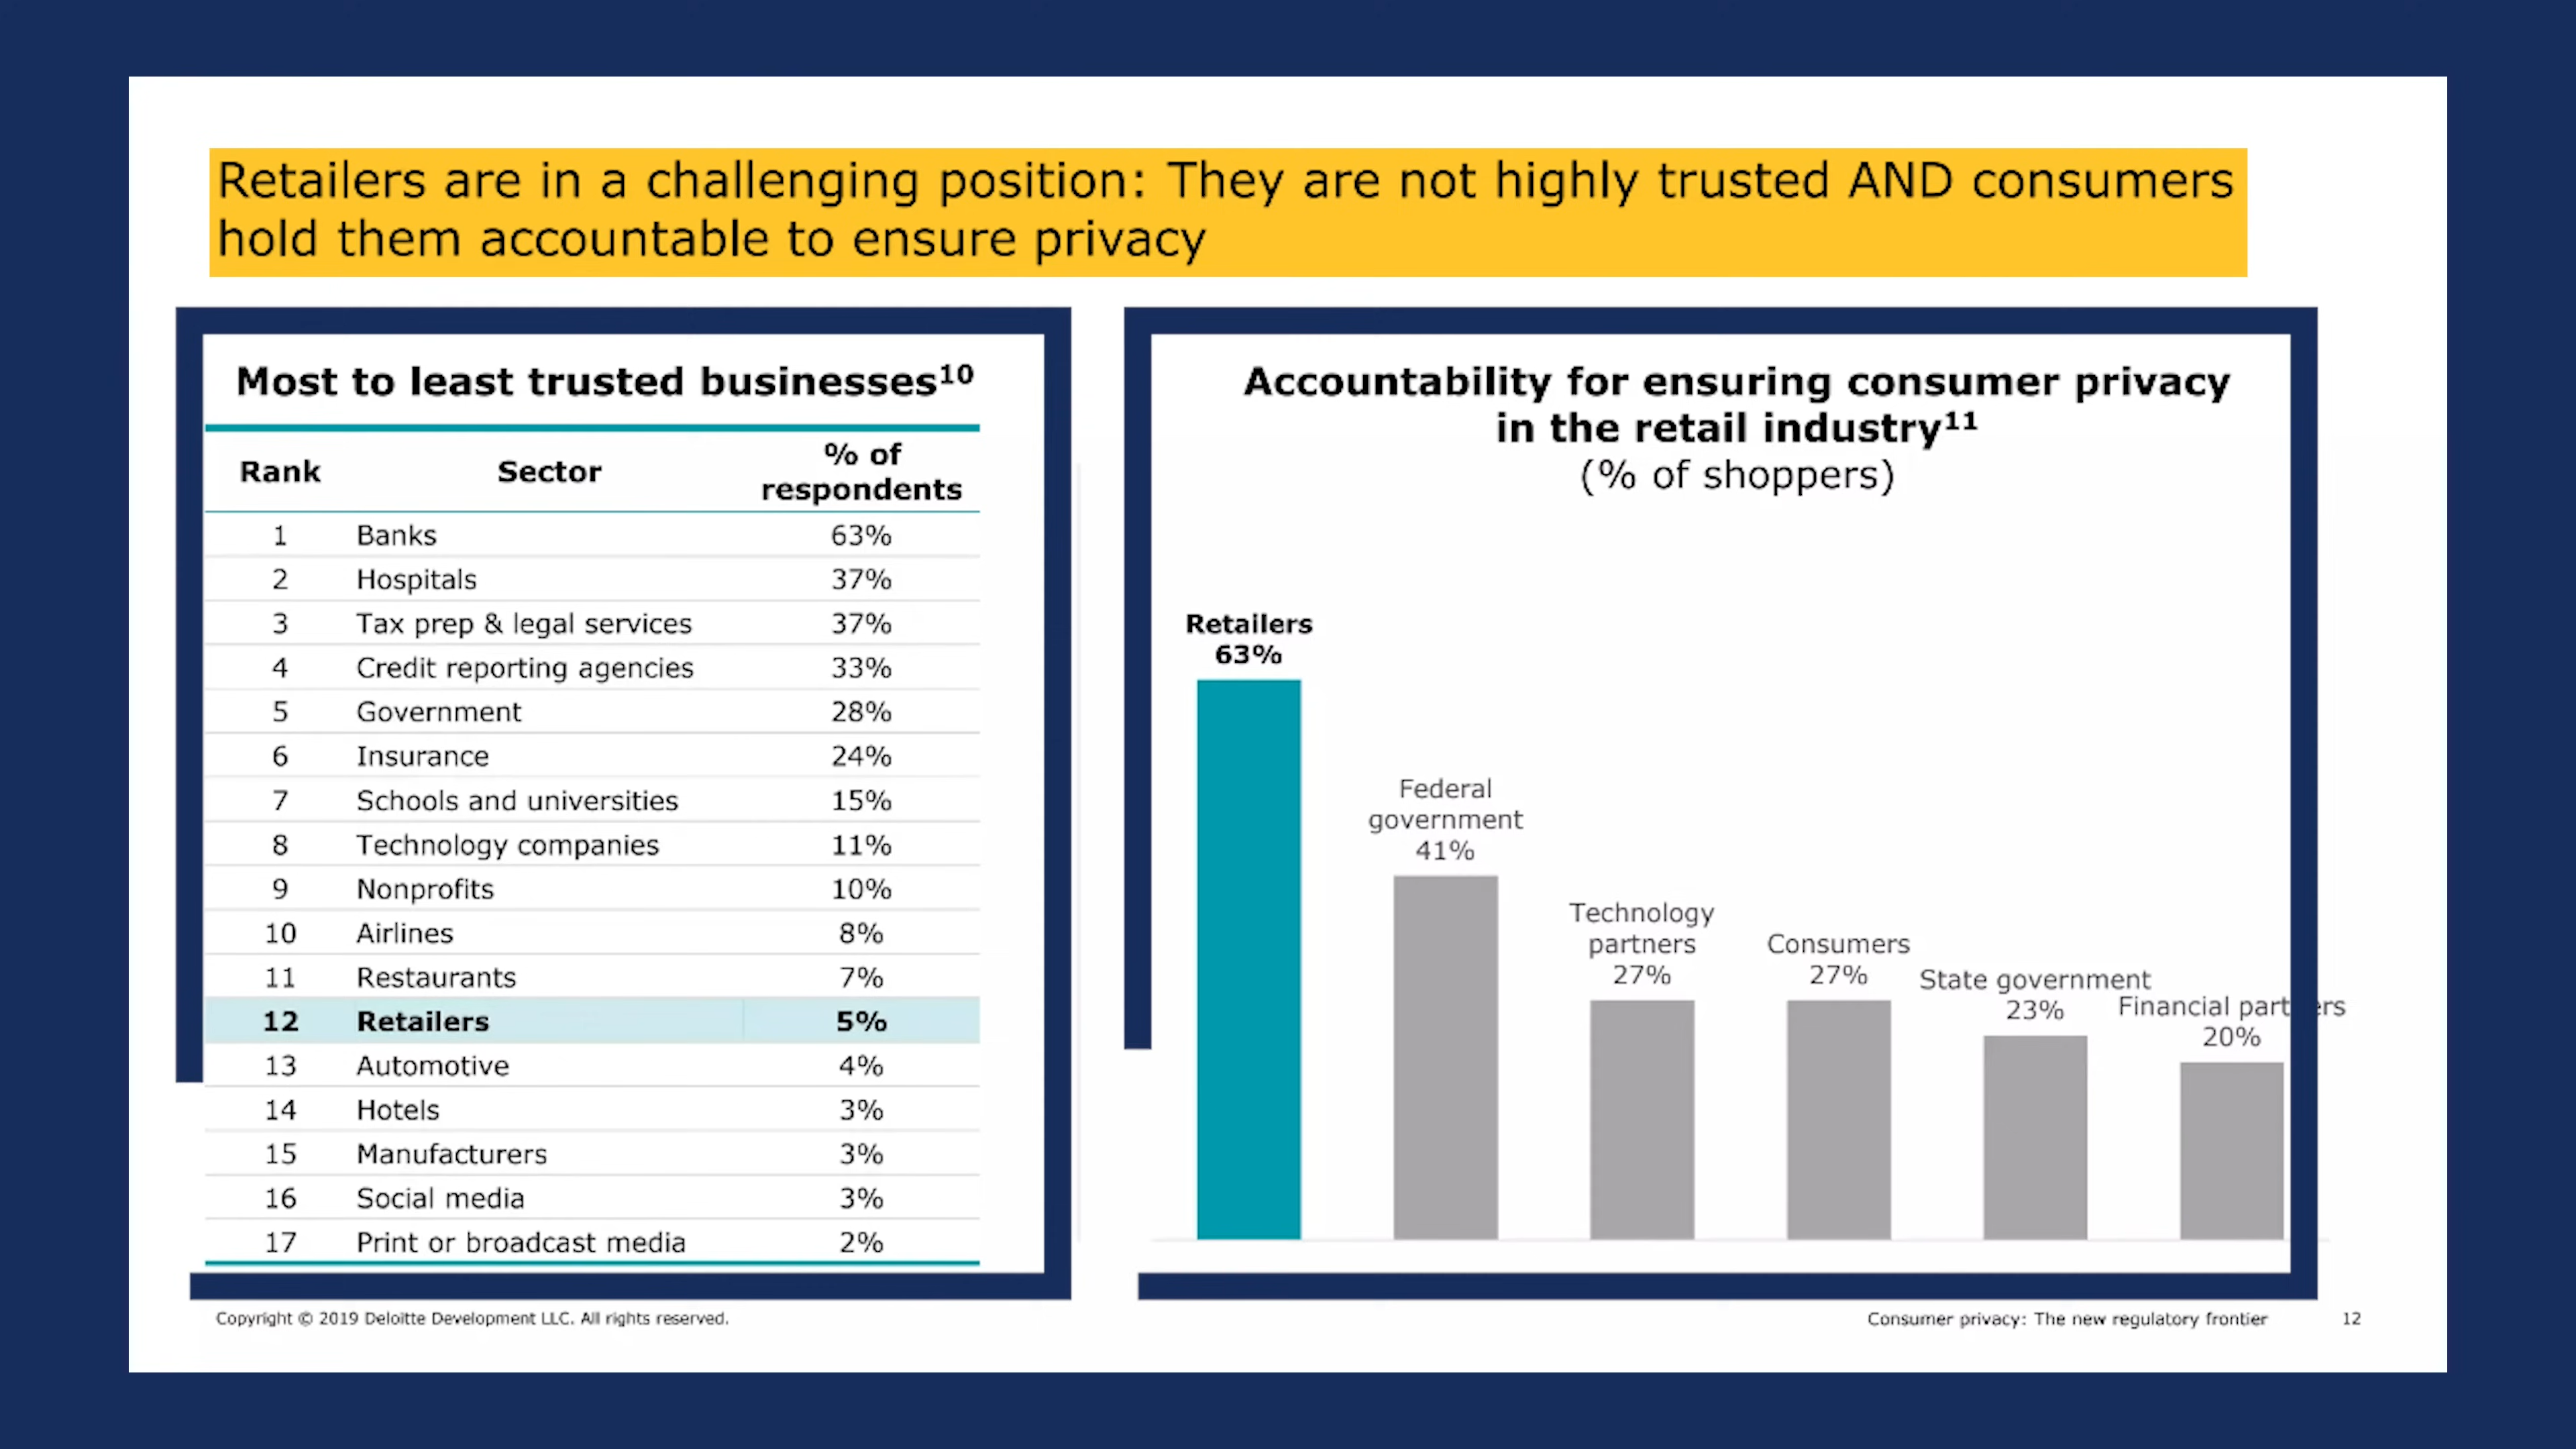 Retailers are in a challenging position: They are not highly trusted AND consumers
hold them accountable to ensure privacy
Most to least trusted businesses10
Rank Sector % of respondents
1 Banks 63%
2 Hospitals 37%
3 Tax prep & legal services 37%
4 Credit reporting agencies 33%
5 Government 28%
6 Insurance 24%
7 Schools and universities 15%
8 Technology companies 11%
9 Nonprofits 10%
10 Airlines 8%
11 Restaurants 7%
12 Retailers 5%
13 Automotive 4%
14 Hotels 3%
15 Manufacturers 3%
16 Social media 3%
17 Print or broadcast media 2%
Accountability for ensuring consumer privacy
in the retail industry11
(% of shoppers)
Retailers
63%
Federal
government
41%
Technology
partners
27%
Consumers
27%
State government
23%
Financial partners
20%
Copyright © 2019 Deloitte Development LLC. All rights reserved.
Consumer privacy: The new regulatory frontier 12